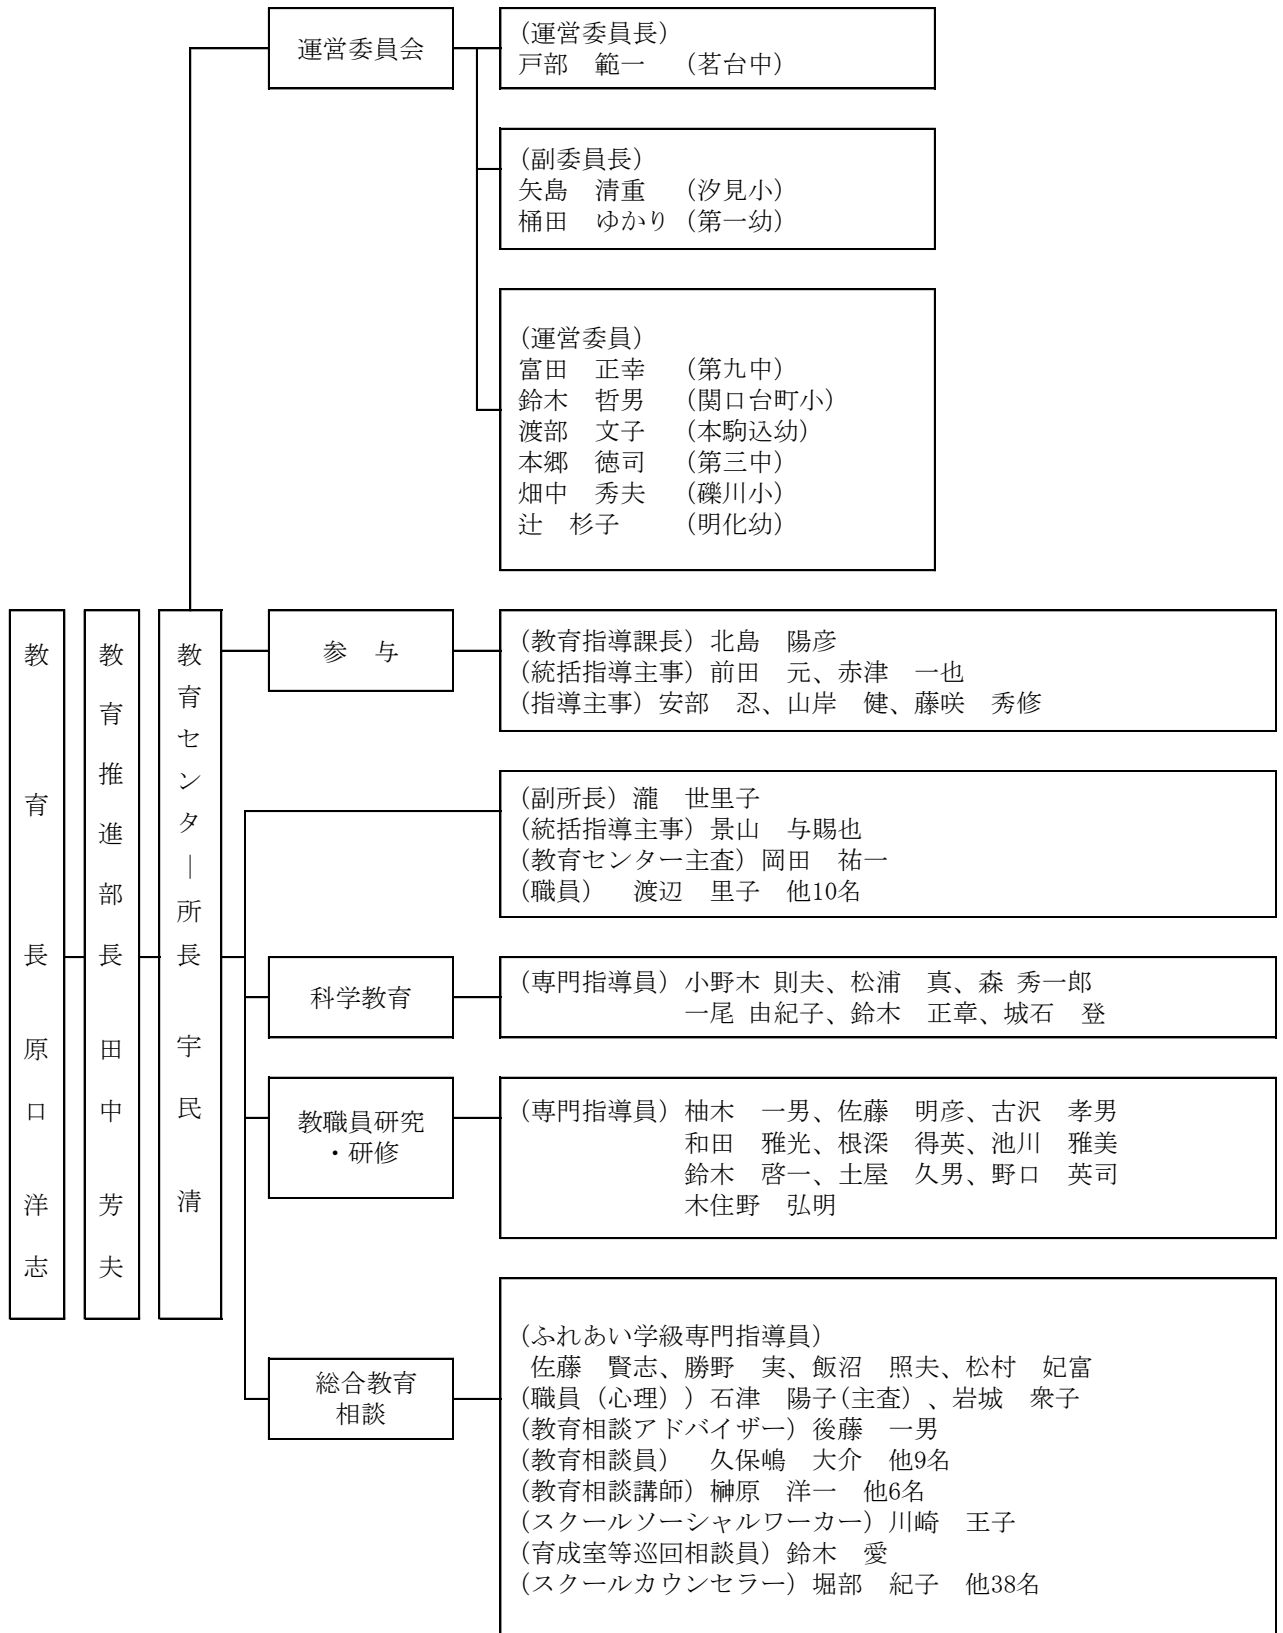 運営委員会
(運営委員長)
戸部　範一　(茗台中)
(副委員長)
矢島　清重　(汐見小)
桶田　ゆかり (第一幼)
(運営委員)
富田　正幸　(第九中)
鈴木　哲男　(関口台町小)
渡部　文子　(本駒込幼)
本郷　徳司　(第三中)
畑中　秀夫　(礫川小)
辻　杉子　　(明化幼)
教育長　原口洋志
教育推進部長　田中芳夫
教育センター所長　宇民清
参　与
(教育指導課長) 北島　陽彦
(統括指導主事) 前田　元、赤津　一也
(指導主事) 安部　忍、山岸　健、藤咲　秀修
(副所長) 瀧　世里子
(統括指導主事) 景山　与賜也
(教育センター主査) 岡田　祐一
(職員)　渡辺　里子　他10名
科学教育
(専門指導員) 小野木 則夫、松浦　真、森 秀一郎
一尾 由紀子、鈴木　正章、城石　登
教職員研究
・研修
(専門指導員) 柚木　一男、佐藤　明彦、古沢　孝男
和田　雅光、根深　得英、池川　雅美
鈴木　啓一、土屋　久男、野口　英司
木住野　弘明
総合教育
相談
(ふれあい学級専門指導員)
佐藤　賢志、勝野　実、飯沼　照夫、松村　妃富
(職員 (心理)) 石津　陽子(主査) 、岩城　衆子
(教育相談アドバイザー) 後藤　一男
(教育相談員)　久保嶋　大介　他9名
(教育相談講師) 榊原　洋一　他6名
(スクールソーシャルワーカー) 川崎　王子
(育成室等巡回相談員) 鈴木　愛
(スクールカウンセラー) 堀部　紀子　他38名